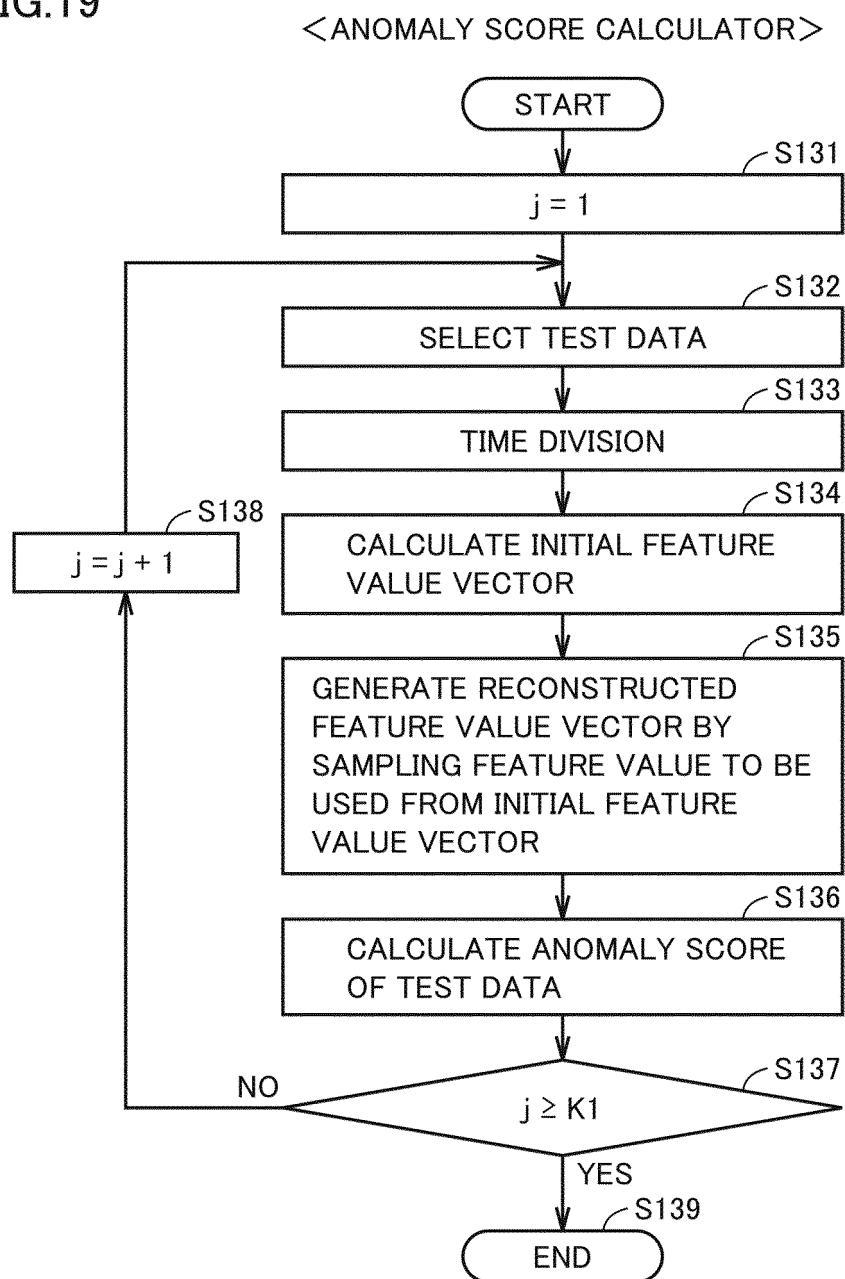 FIG.19
<ANOMALY SCORE CALCULATOR>
START
S131
j = 1
S132
SELECT TEST DATA
S133
TIME DIVISION
S134
CALCULATE INITIAL FEATURE
VALUE VECTOR
S138
j = j + 1
S135
GENERATE RECONSTRUCTED
FEATURE VALUE VECTOR BY
SAMPLING FEATURE VALUE TO BE
USED FROM INITIAL FEATURE
VALUE VECTOR
S136
CALCULATE ANOMALY SCORE
OF TEST DATA
S137
j ≥ K1
NO
YES
S139
END